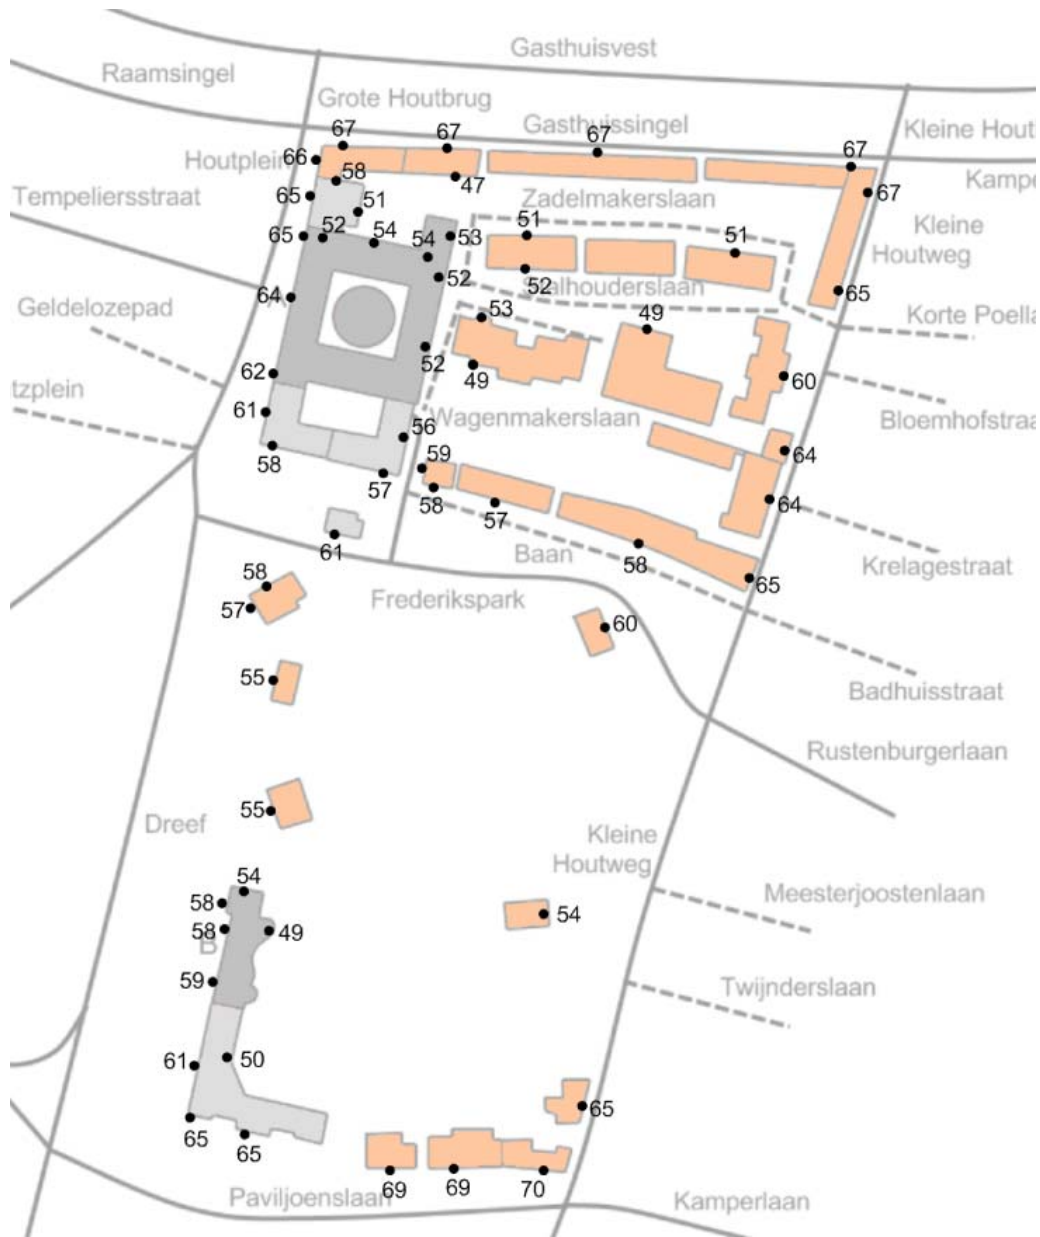 Gasthuisvest
Raamsingel
Grote Houtbrug
Gasthuissingel
Kleine Hout
67
67
67
67
Houtplein
66
58
47
Kampe
Tempeliersstraat
65
51
Zadelmakerslaan
67
Kleine
Houtweg
65
52
54
54
53
51
51
52
52
Stalhouderslaan
65
64
A
Geldelozepad
53
49
Korte Poella
52
49
60
62
tzplein
61
Wagenmakerslaan
Bloemhofstraa
56
58
57
59
58
57
64
64
61
Baan
58
65
Krelagestraat
58
57
Frederikspark
60
55
Badhuisstraat
Rustenburgerlaan
55
Dreef
Kleine
Houtweg
54
58
58
B
49
54
Meesterjoostenlaan
59
Twijnderslaan
61
50
65
65
65
69
69
70
Paviljoenslaan
Kamperlaan